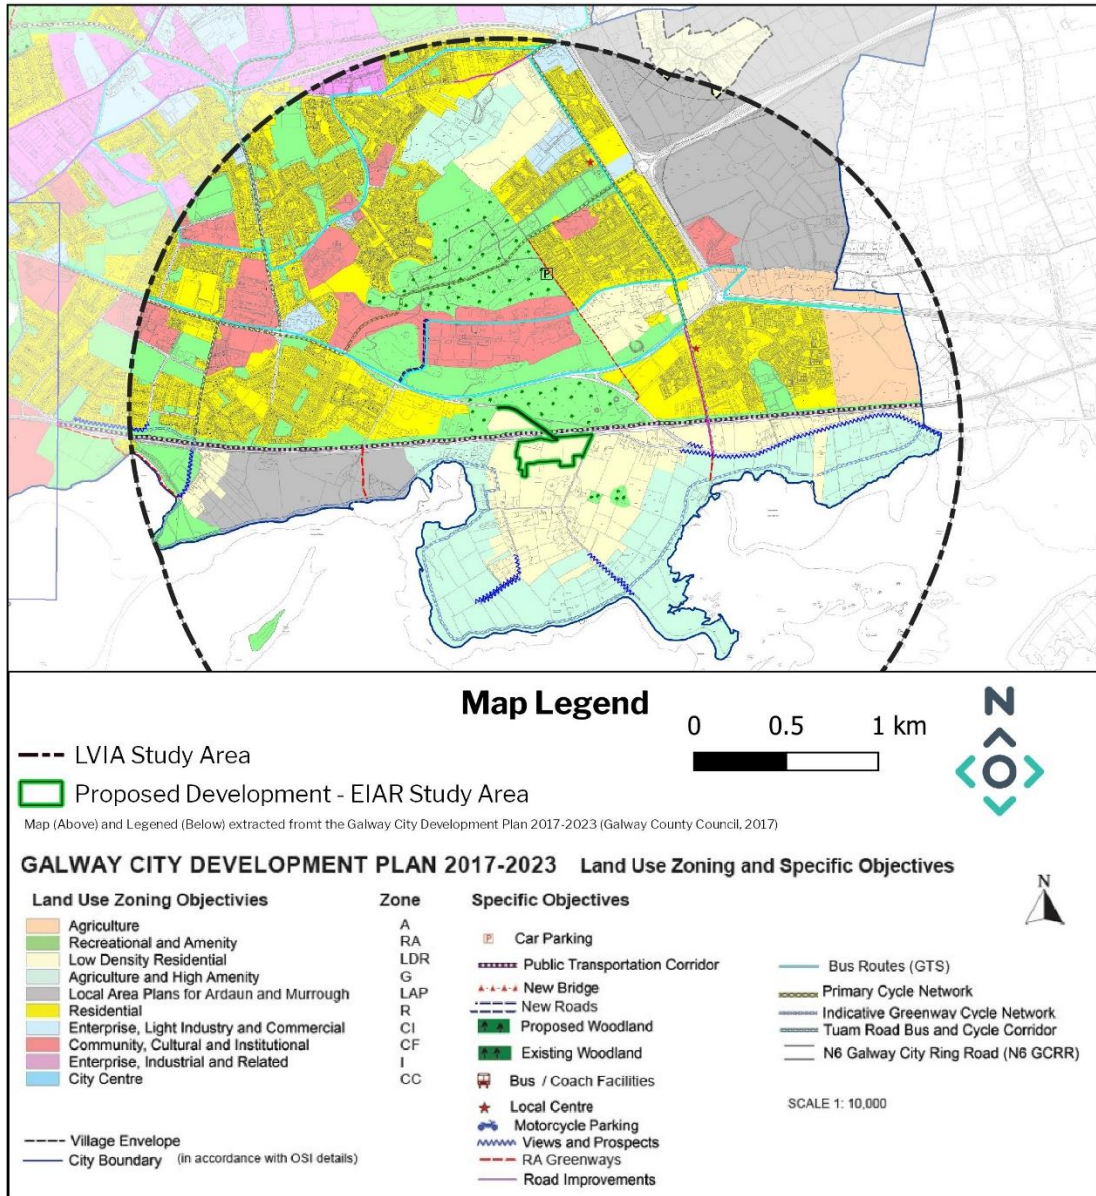 P
Map Legend
0 0.5 1 km
N
LVIA Study Area
Proposed Development - EIAR Study Area
Map (Above) and Legened (Below) extracted fromt the Galway City Development Plan 2017-2023 (Galway County Council, 2017)
GALWAY CITY DEVELOPMENT PLAN 2017-2023 Land Use Zoning and Specific Objectives
N
Land Use Zoning Objectivies Zone
Agriculture A
Recreational and Amenity RA
Low Density Residential LDR
Agriculture and High Amenity G
Local Area Plans for Ardaun and Murrough LAP
Residential R
Enterprise, Light Industry and Commercial CI
Community, Cultural and Institutional CF
Enterprise, Industrial and Related I
City Centre CC
Village Envelope
City Boundary (in accordance with OSI details)
Specific Objectives
P Car Parking
Public Transportation Corridor
New Bridge
New Roads
Proposed Woodland
Existing Woodland
Bus / Coach Facilities
Local Centre
Motorcycle Parking
Views and Prospects
RA Greenways
Road Improvements
Bus Routes (GTS)
Primary Cycle Network
Indicative Greenway Cycle Network
Tuam Road Bus and Cycle Corridor
N6 Galway City Ring Road (N6 GCRR)
SCALE 1: 10,000